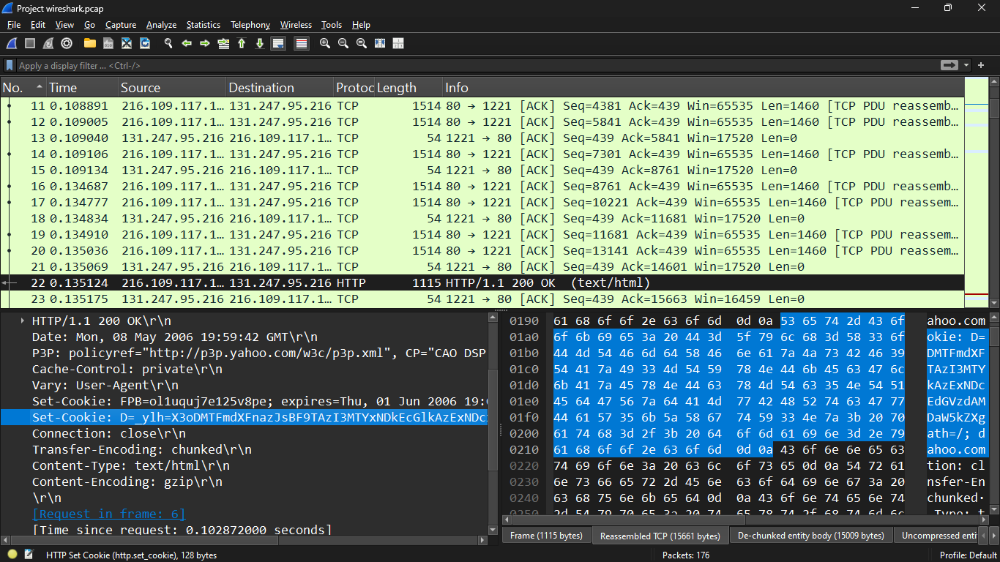 Project wireshark.pcap
File Edit View Go Capture Analyze Statistics Telephony Wireless Tools Help
Apply a display filter ... <Ctrl-/>
No. Time Source Destination Protoc Length Info
11 0.108891 216.109.117.1… 131.247.95.216 TCP 1514 80 → 1221 [ACK] Seq=4381 Ack=439 Win=65535 Len=1460 [TCP PDU reassemb…
12 0.109005 216.109.117.1… 131.247.95.216 TCP 1514 80 → 1221 [ACK] Seq=5841 Ack=439 Win=65535 Len=1460 [TCP PDU reassemb…
13 0.109040 131.247.95.216 216.109.117.1… TCP 54 1221 → 80 [ACK] Seq=439 Ack=5841 Win=17520 Len=0
14 0.109106 216.109.117.1… 131.247.95.216 TCP 1514 80 → 1221 [ACK] Seq=7301 Ack=439 Win=65535 Len=1460 [TCP PDU reassemb…
15 0.109134 131.247.95.216 216.109.117.1… TCP 54 1221 → 80 [ACK] Seq=439 Ack=8761 Win=17520 Len=0
16 0.134687 216.109.117.1… 131.247.95.216 TCP 1514 80 → 1221 [ACK] Seq=8761 Ack=439 Win=65535 Len=1460 [TCP PDU reassemb…
17 0.134777 216.109.117.1… 131.247.95.216 TCP 1514 80 → 1221 [ACK] Seq=10221 Ack=439 Win=65535 Len=1460 [TCP PDU reassem…
18 0.134834 131.247.95.216 216.109.117.1… TCP 54 1221 → 80 [ACK] Seq=439 Ack=11681 Win=17520 Len=0
19 0.134910 216.109.117.1… 131.247.95.216 TCP 1514 80 → 1221 [ACK] Seq=11681 Ack=439 Win=65535 Len=1460 [TCP PDU reassem…
20 0.135036 216.109.117.1… 131.247.95.216 TCP 1514 80 → 1221 [ACK] Seq=13141 Ack=439 Win=65535 Len=1460 [TCP PDU reassem…
21 0.135069 131.247.95.216 216.109.117.1… TCP 54 1221 → 80 [ACK] Seq=439 Ack=14601 Win=17520 Len=0
22 0.135124 216.109.117.1… 131.247.95.216 HTTP 1115 HTTP/1.1 200 OK (text/html)
23 0.135175 131.247.95.216 216.109.117.1… TCP 54 1221 → 80 [ACK] Seq=439 Ack=15663 Win=16459 Len=0
HTTP/1.1 200 OK\r\n
Date: Mon, 08 May 2006 19:59:42 GMT\r\n
P3P: policyref="http://p3p.yahoo.com/w3c/p3p.xml", CP="CAO DSP
Cache-Control: private\r\n
Vary: User-Agent\r\n
Set-Cookie: FPB=ol1uquj7e125v8pe; expires=Thu, 01 Jun 2006 19:
Set-Cookie: D=_ylh=X3oDMTFmdXFnazJsBF9TAzI3MTYxNDkEcGlkAzExNDc
Connection: close\r\n
Transfer-Encoding: chunked\r\n
Content-Type: text/html\r\n
Content-Encoding: gzip\r\n
\r\n
[Request in frame: 6]
[Time since request: 0.102872000 seconds]
0190 61 68 6f 6f 2e 63 6f 6d 0d 0a 53 65 74 2d 43 6f ahoo.com
01a0 6f 6b 69 65 3a 20 44 3d 5f 79 6c 68 3d 58 33 6f okie: D=
01b0 44 4d 54 46 6d 64 58 46 6e 61 7a 4a 73 42 46 39 DMTFmdXF
01c0 54 41 7a 49 33 4d 54 59 78 4e 44 6b 45 63 47 6c TAzI3MTY
01d0 6b 41 7a 45 78 4e 44 63 78 4d 54 63 35 4e 54 51 kAzExNDc
01e0 45 64 47 56 7a 64 41 4d 77 42 48 52 74 63 47 77 EdGVzdAM
01f0 44 61 57 35 6b 5a 58 67 74 59 33 4e 7a 3b 20 70 DaW5kZXg
0200 61 74 68 3d 2f 3b 20 64 6f 6d 61 69 6e 3d 2e 79 ath=/; d
0210 61 68 6f 6f 2e 63 6f 6d 0d 0a 43 6f 6e 6e 65 63 ahoo.com
0220 74 69 6f 6e 3a 20 63 6c 6f 73 65 0d 0a 54 72 61 tion: cl
0230 6e 73 66 65 72 2d 45 6e 63 6f 64 69 6e 67 3a 20 nsfer-En
0240 63 68 75 6e 6b 65 64 0d 0a 43 6f 6e 74 65 6e 74 chunked·
0250 2d 54 79 70 65 3a 20 74 65 78 74 2f 68 74 6d 6c -Type: t
Frame (1115 bytes) Reassembled TCP (15661 bytes) De-chunked entity body (15009 bytes) Uncompressed enti
HTTP Set Cookie (http.set_cookie), 128 bytes Packets: 176 Profile: Default